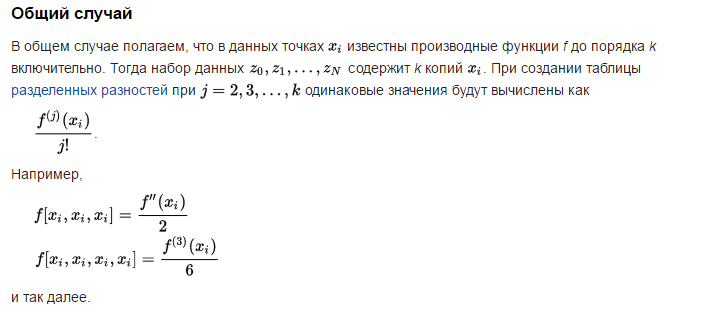 Общий случай
В общем случае полагаем, что в данных точках xᵢ известны производные функции f до порядка k
включительно. Тогда набор данных z₀, z₁, . . . , z_N содержит k копий xᵢ. При создании таблицы
разделенных разностей при j = 2, 3, . . . , k одинаковые значения будут вычислены как
f⁽ʲ⁾(xᵢ) / j! .
Например,
f[xᵢ, xᵢ, xᵢ] = f″(xᵢ) / 2
f[xᵢ, xᵢ, xᵢ, xᵢ] = f⁽³⁾(xᵢ) / 6
и так далее.